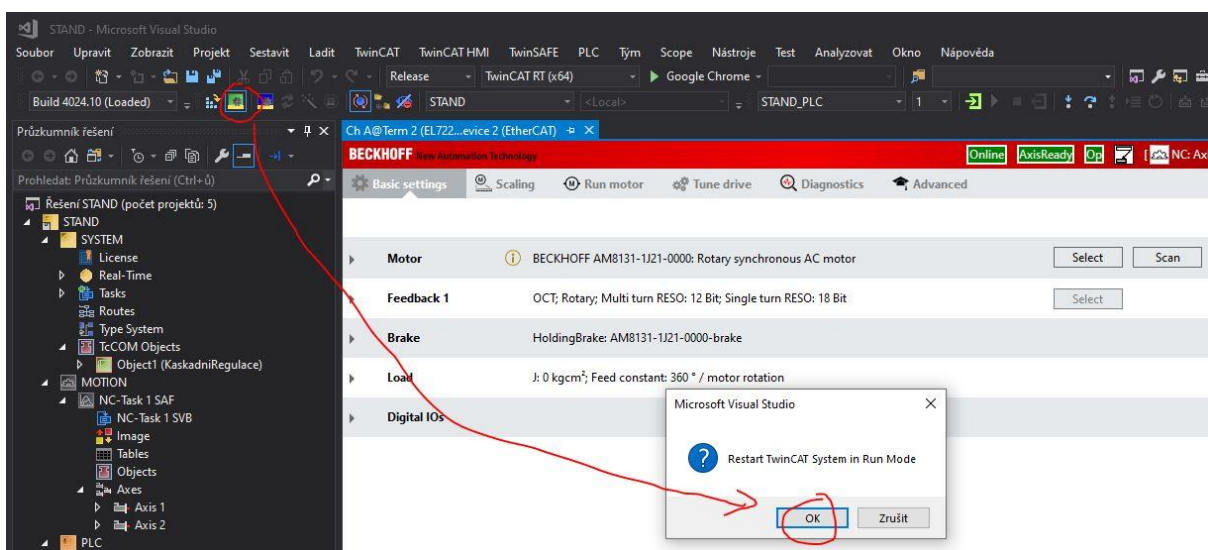 STAND - Microsoft Visual Studio
Soubor Upravit Zobrazit Projekt Sestavit Ladit TwinCAT TwinCAT HMI TwinSAFE PLC Tým Scope Nástroje Test Analyzovat Okno Nápověda
Release TwinCAT RT (x64) Google Chrome
Build 4024.10 (Loaded) STAND <Local> STAND_PLC 1
Průzkumník řešení
Ch A@Term 2 (EL722...evice 2 (EtherCAT)
BECKHOFF New Automation Technology Online AxisReady Op [ NC: Ax
Prohledat: Průzkumník řešení (Ctrl+ů)
Basic settings Scaling Run motor Tune drive Diagnostics Advanced
Řešení STAND (počet projektů: 5)
STAND
SYSTEM
License
Real-Time
Tasks
Routes
Type System
TcCOM Objects
Object1 (KaskadniRegulace)
MOTION
NC-Task 1 SAF
NC-Task 1 SVB
Image
Tables
Objects
Axes
Axis 1
Axis 2
PLC
Motor BECKHOFF AM8131-1J21-0000: Rotary synchronous AC motor Select Scan
Feedback 1 OCT; Rotary; Multi turn RESO: 12 Bit; Single turn RESO: 18 Bit Select
Brake HoldingBrake: AM8131-1J21-0000-brake
Load J: 0 kgcm²; Feed constant: 360 ° / motor rotation
Digital IOs
Microsoft Visual Studio
Restart TwinCAT System in Run Mode
OK Zrušit